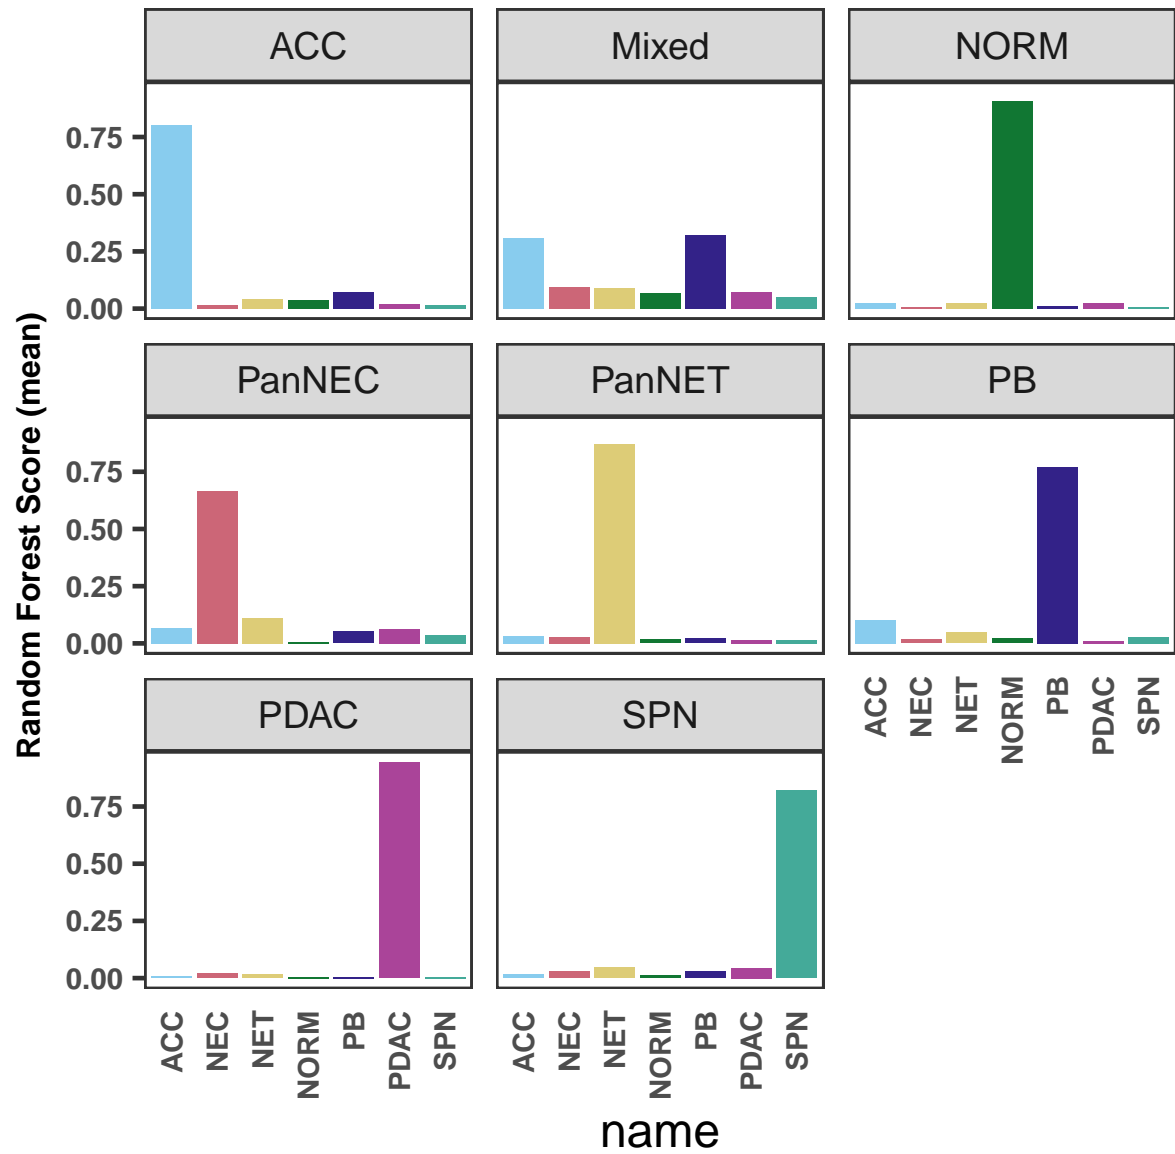 ACC
Mixed
NORM
0.75
0.50
0.25
0.00
PanNEC
PanNET
PB
0.75
0.50
0.25
0.00
ACC
NEC
NET
NORM
PB
PDAC
SPN
PDAC
SPN
0.75
0.50
0.25
0.00
ACC
NEC
NET
NORM
PB
PDAC
SPN
ACC
NEC
NET
NORM
PB
PDAC
SPN
name
Random Forest Score (mean)